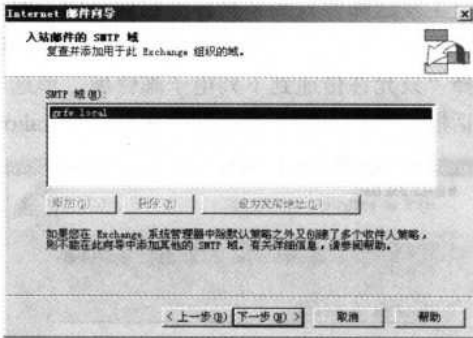 Internet 邮件向导
入站邮件的 SMTP 域
复查并添加用于此 Exchange 组织的域。
SMTP 域(M):
local
添加(A)
删除(R)
设为发展地址(L)
如果您在 Exchange 系统管理器中除默认策略之外又创建了多个收件人策略，
则不能在此向导中添加其他的 SMTP 域。有关详细信息，请参阅帮助。
< 上一步(B)
下一步(N) >
取消
帮助